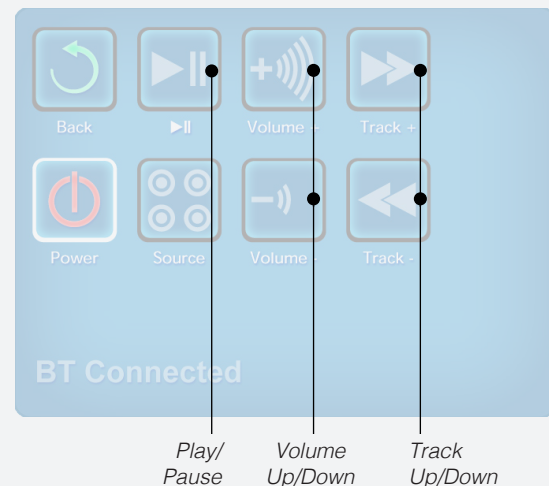 Back ▶II Volume + Track +
Power Source Volume - Track -
BT Connected
Play/ Volume Track
Pause Up/Down Up/Down